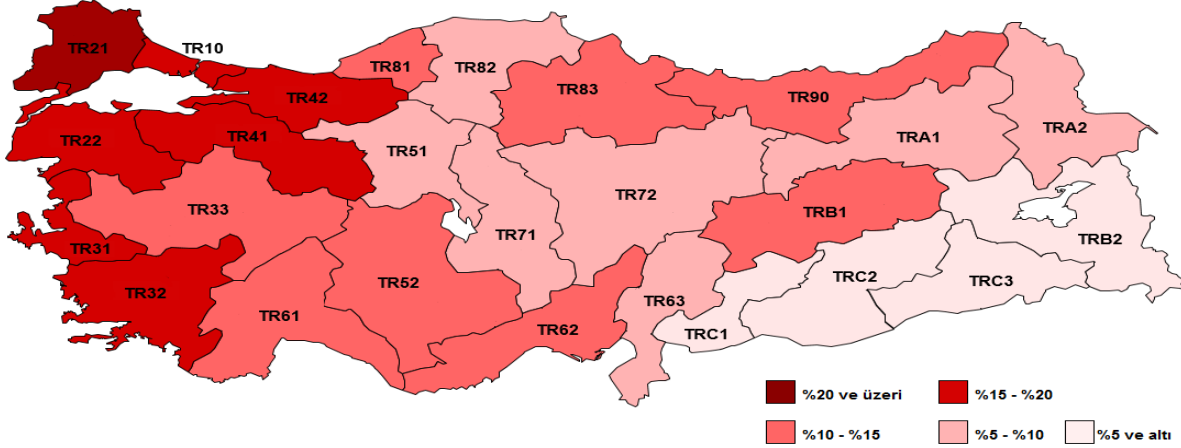 TR21
TR10
TR81
TR82
TR83
TR42
TR90
TR22
TR41
TR51
TRA1
TRA2
TR33
TR72
TRB1
TR31
TR71
TRB2
TR32
TR52
TRC2
TRC3
TR61
TR62
TR63
TRC1
%20 ve üzeri
%15 - %20
%10 - %15
%5 - %10
%5 ve altı